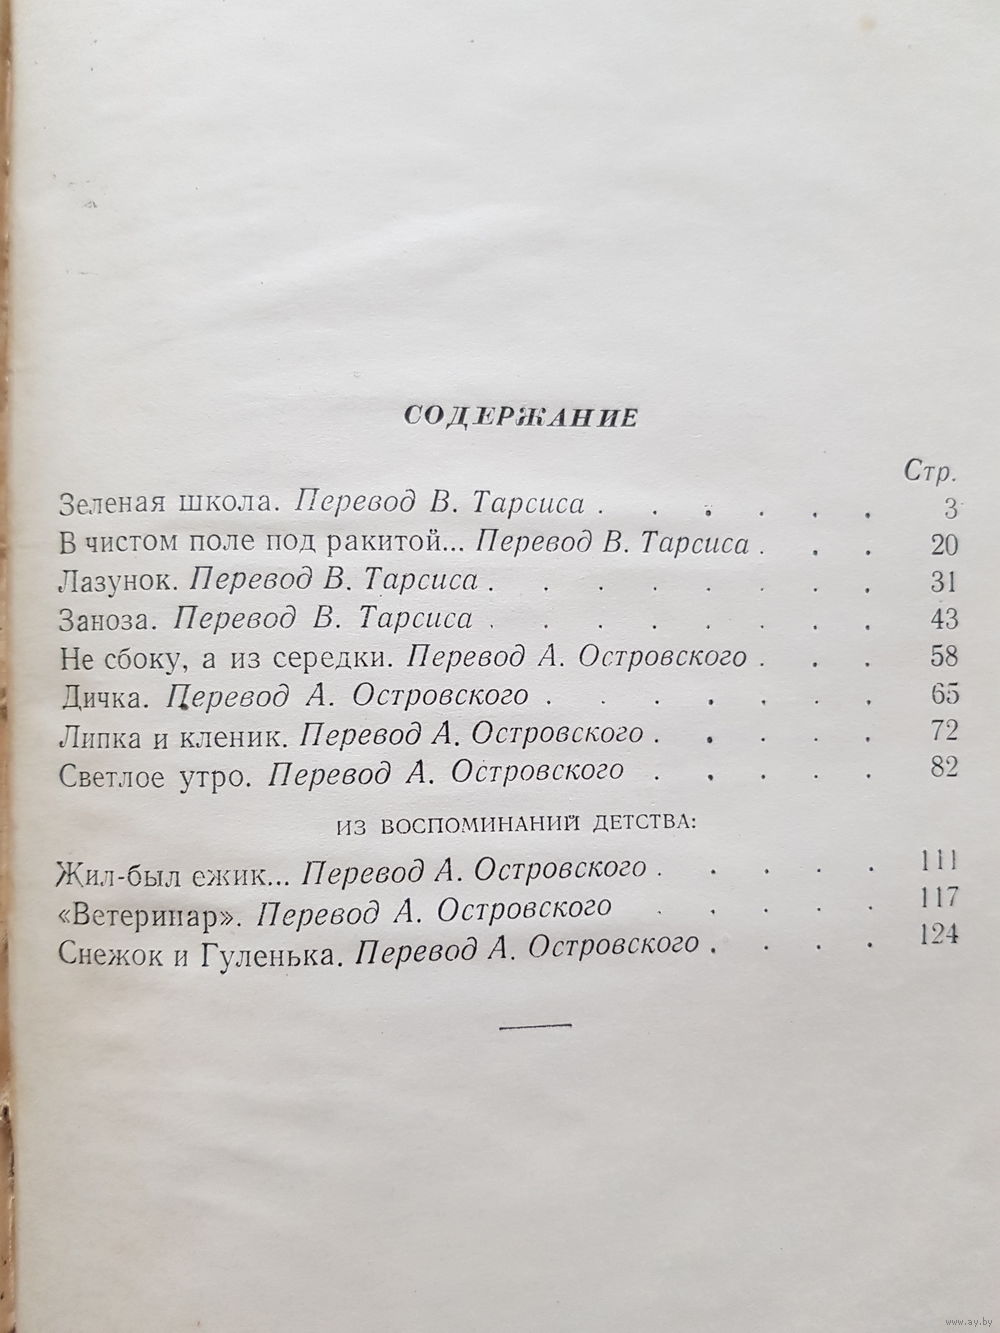 СОДЕРЖАНИЕ
Стр.
Зеленая школа. Перевод В. Тарсиса . . . . . . 3
В чистом поле под ракитой... Перевод В. Тарсиса . . . 20
Лазунок. Перевод В. Тарсиса . . . . . . . . 31
Заноза. Перевод В. Тарсиса . . . . . . . . 43
Не сбоку, а из середки. Перевод А. Островского . . . 58
Дичка. Перевод А. Островского . . . . . . . 65
Липка и кленик. Перевод А. Островского . . . . . 72
Светлое утро. Перевод А. Островского . . . . . 82
ИЗ ВОСПОМИНАНИЙ ДЕТСТВА:
Жил-был ежик... Перевод А. Островского . . . . . 111
«Ветеринар». Перевод А. Островского . . . . . 117
Снежок и Гуленька. Перевод А. Островского . . . . 124
www.ay.by